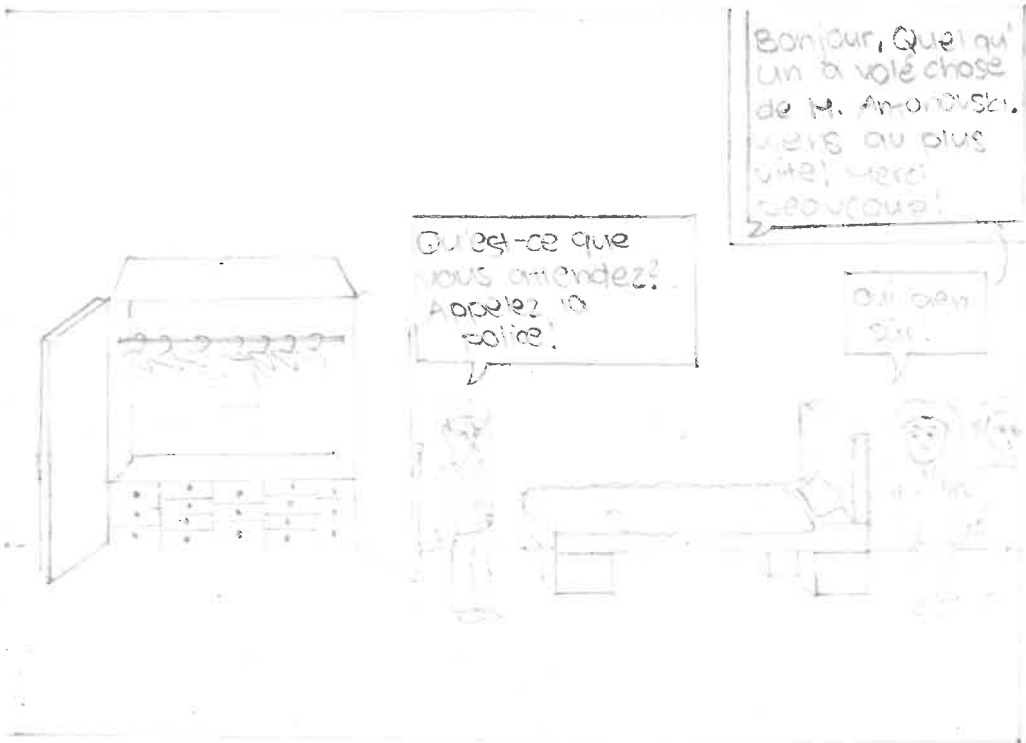 Qu'est-ce que
vous attendez?
Appelez la
police!
oui bien
sûr.
Bonjour, Quelqu'
un a volé chose
de M. Antonovski.
viens au plus
vite! Merci
beaucoup!